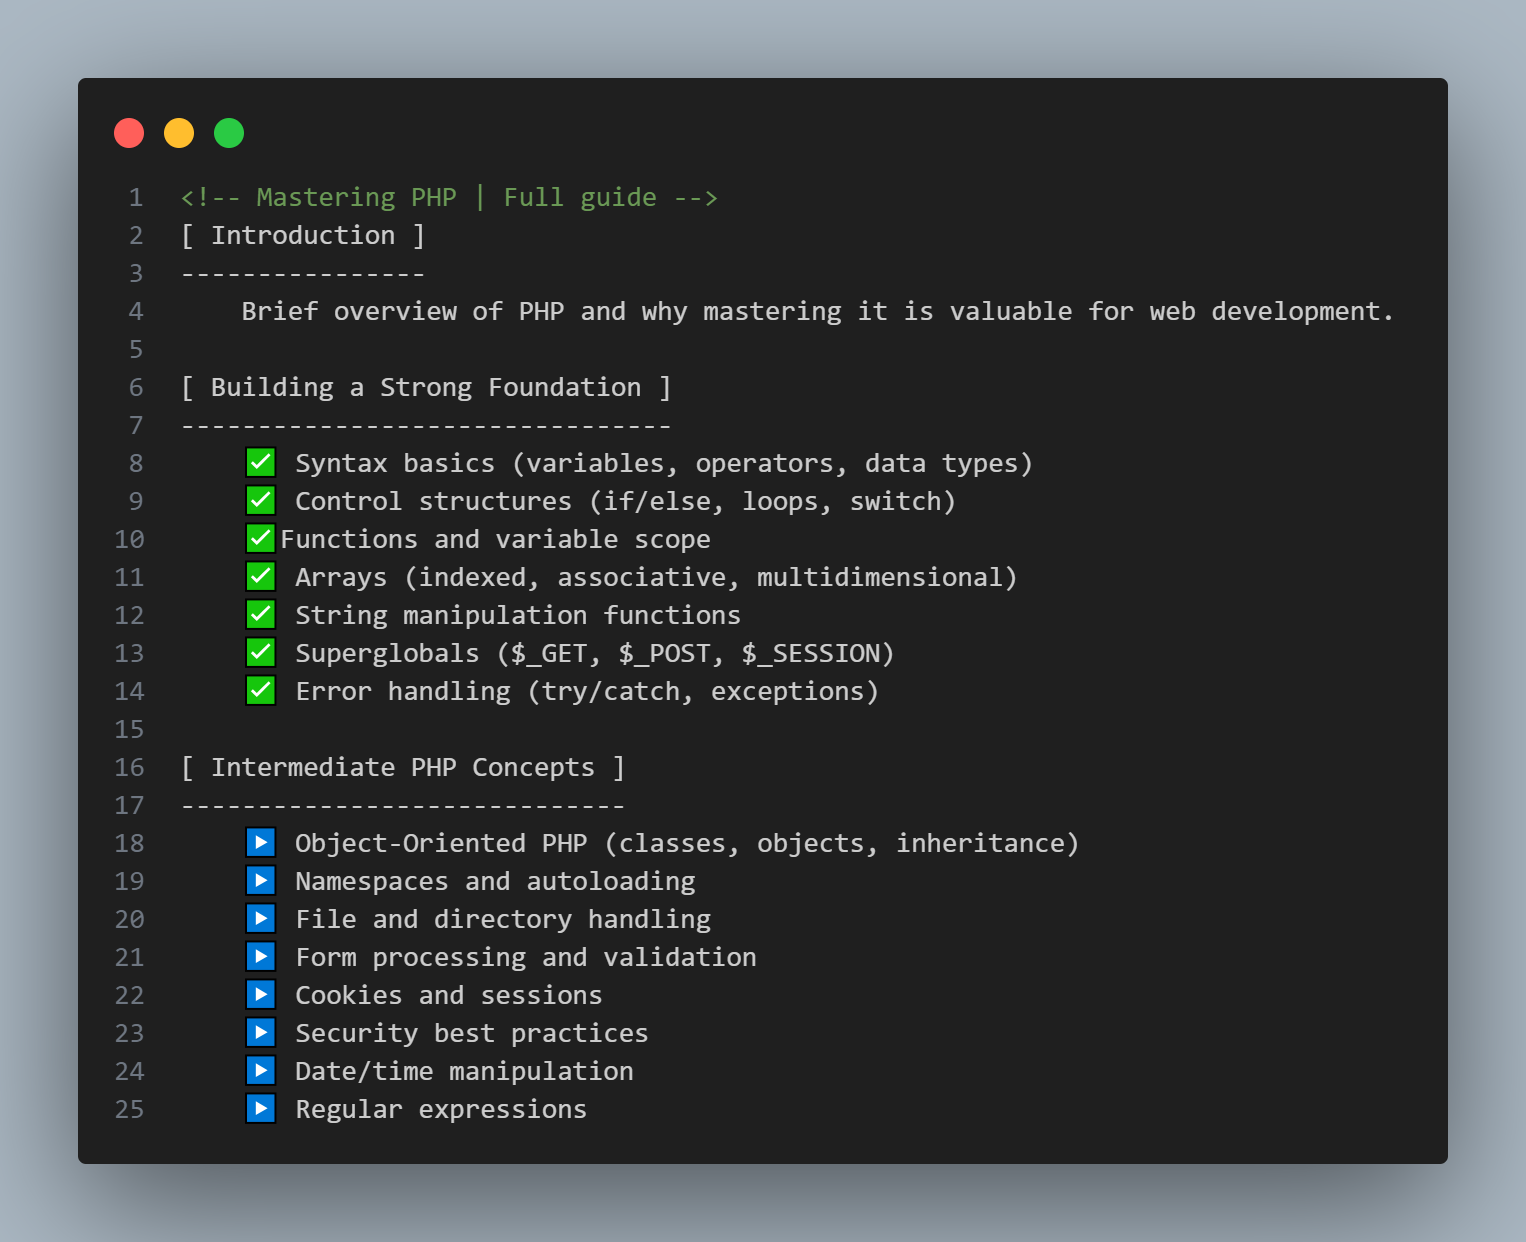 1 <!-- Mastering PHP | Full guide -->
2 [ Introduction ]
3 ----------------
4     Brief overview of PHP and why mastering it is valuable for web development.
5
6 [ Building a Strong Foundation ]
7 --------------------------------
8     ✅ Syntax basics (variables, operators, data types)
9     ✅ Control structures (if/else, loops, switch)
10     ✅Functions and variable scope
11     ✅ Arrays (indexed, associative, multidimensional)
12     ✅ String manipulation functions
13     ✅ Superglobals ($_GET, $_POST, $_SESSION)
14     ✅ Error handling (try/catch, exceptions)
15
16 [ Intermediate PHP Concepts ]
17 -----------------------------
18     ▶️ Object-Oriented PHP (classes, objects, inheritance)
19     ▶️ Namespaces and autoloading
20     ▶️ File and directory handling
21     ▶️ Form processing and validation
22     ▶️ Cookies and sessions
23     ▶️ Security best practices
24     ▶️ Date/time manipulation
25     ▶️ Regular expressions